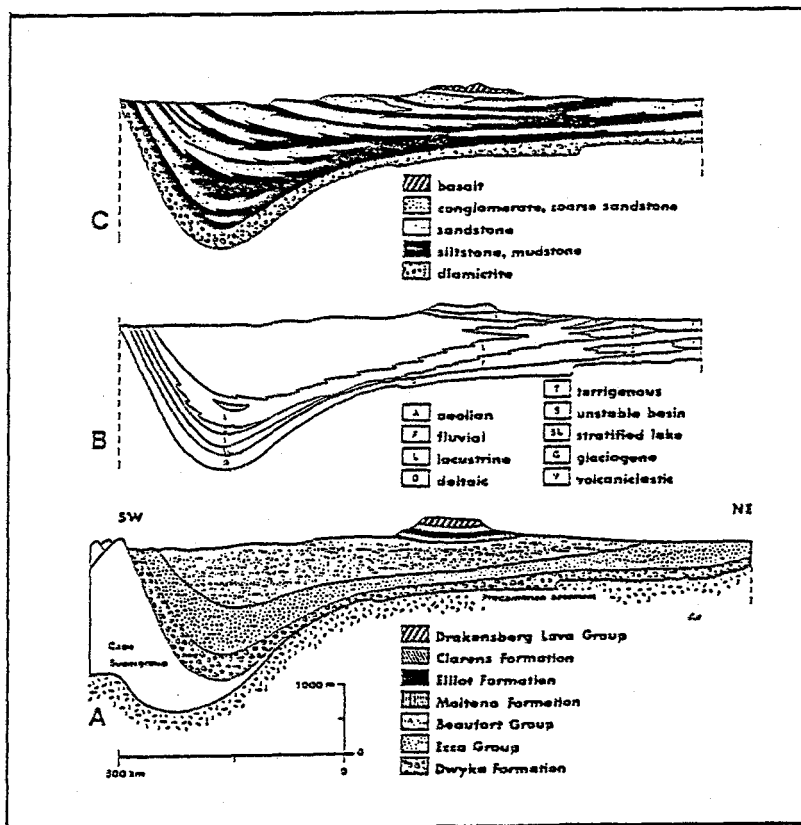 C
basalt
conglomerate, coarse sandstone
sandstone
siltstone, mudstone
diamictite
B
A aeolian
F fluvial
L lacustrine
D deltaic
T terrigenous
S unstable basin
SL stratified lake
G glaciogene
V volcaniclastic
SW
NE
Precambrian basement
Cape
Supergroup
A
1000 m
0
300 km
0
Drakensberg Lava Group
Clarens Formation
Elliot Formation
Molteno Formation
Beaufort Group
Ecca Group
Dwyka Formation